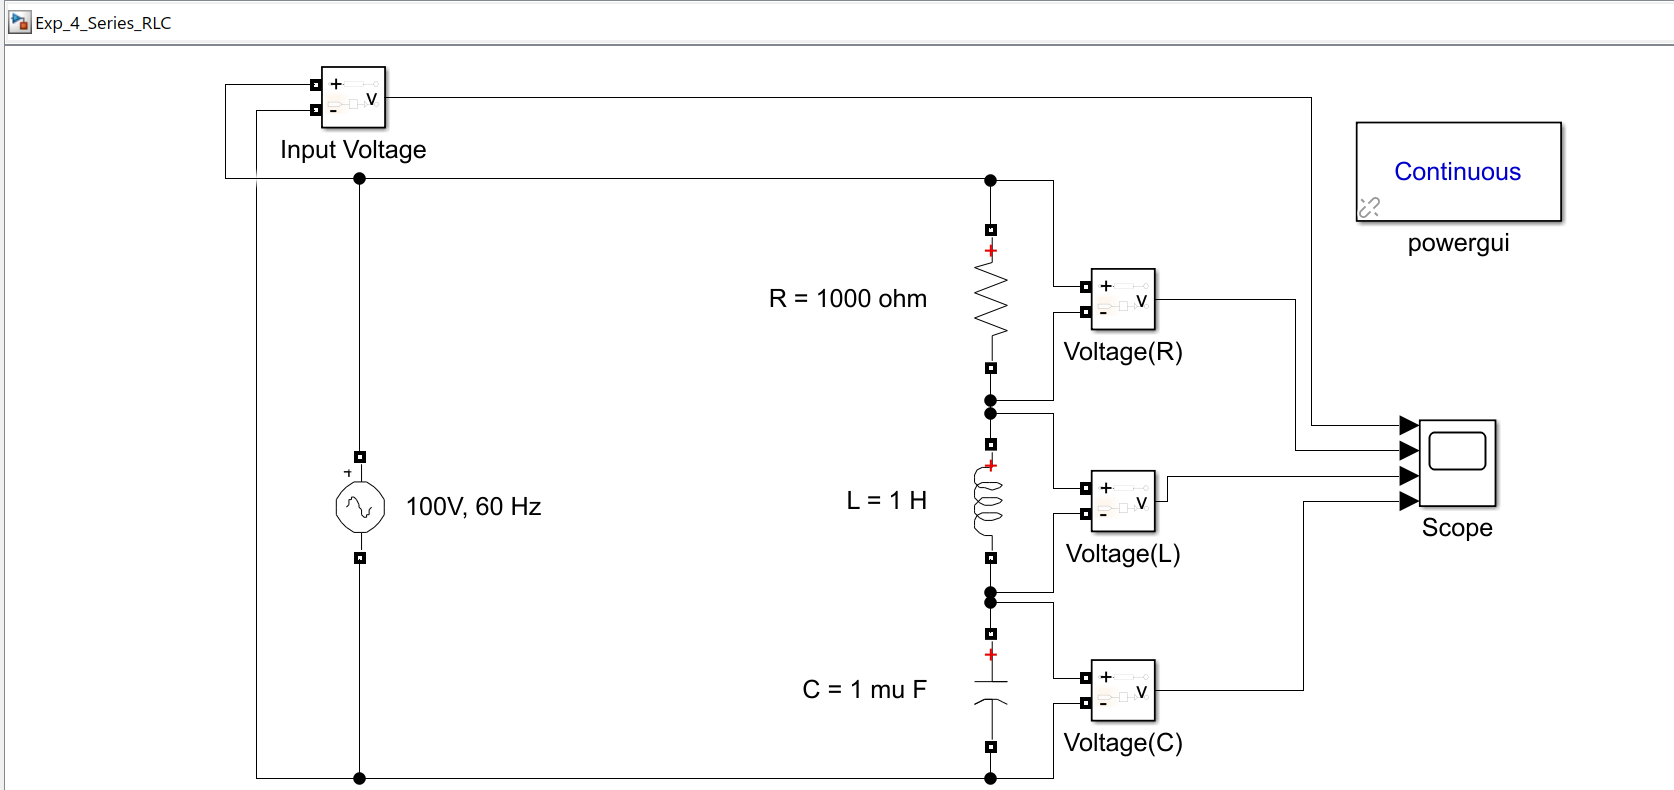 Exp_4_Series_RLC
+
-
v
Input Voltage
Continuous
powergui
+
R = 1000 ohm
+
-
v
Voltage(R)
+
100V, 60 Hz
+
L = 1 H
+
-
v
Voltage(L)
Scope
+
C = 1 mu F
+
-
v
Voltage(C)